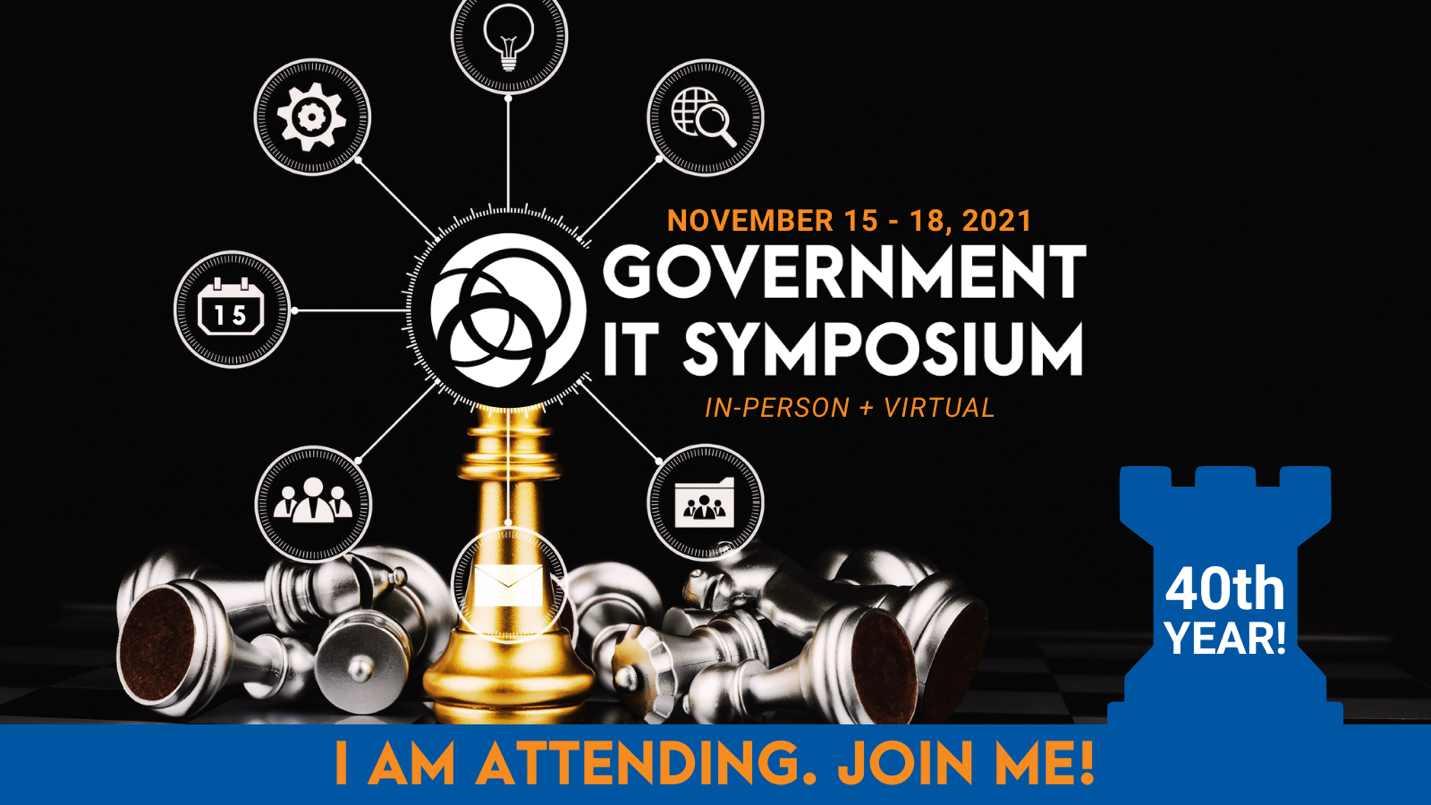 NOVEMBER 15 - 18, 2021
GOVERNMENT
IT SYMPOSIUM
IN-PERSON + VIRTUAL
15
40th
YEAR!
I AM ATTENDING. JOIN ME!